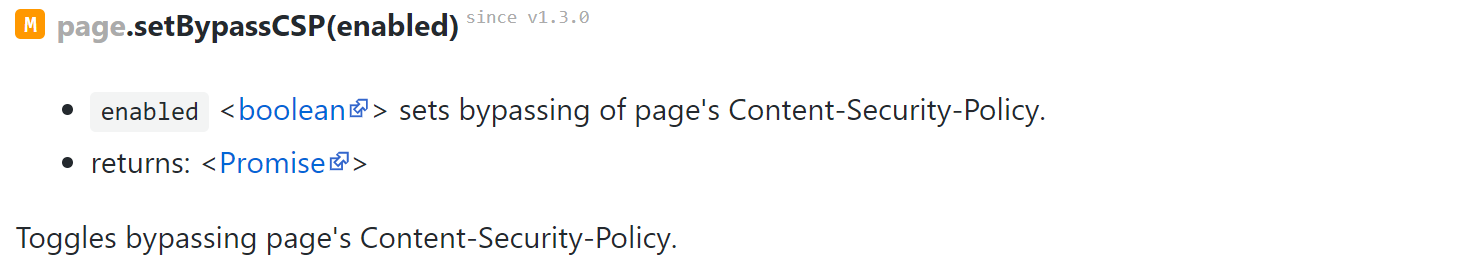 M page.setBypassCSP(enabled) since v1.3.0
enabled <boolean> sets bypassing of page's Content-Security-Policy.
returns: <Promise>
Toggles bypassing page's Content-Security-Policy.